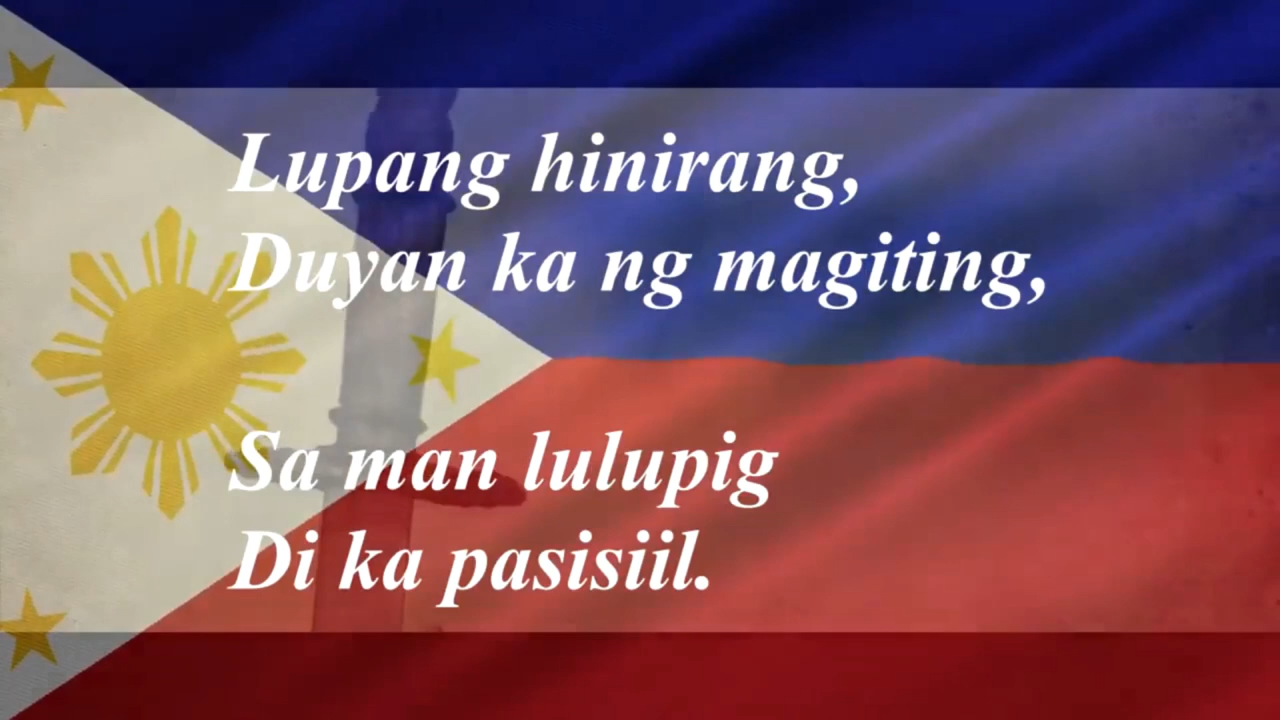 Lupang hinirang,
Duyan ka ng magiting,
Sa man lulupig
Di ka pasisiil.